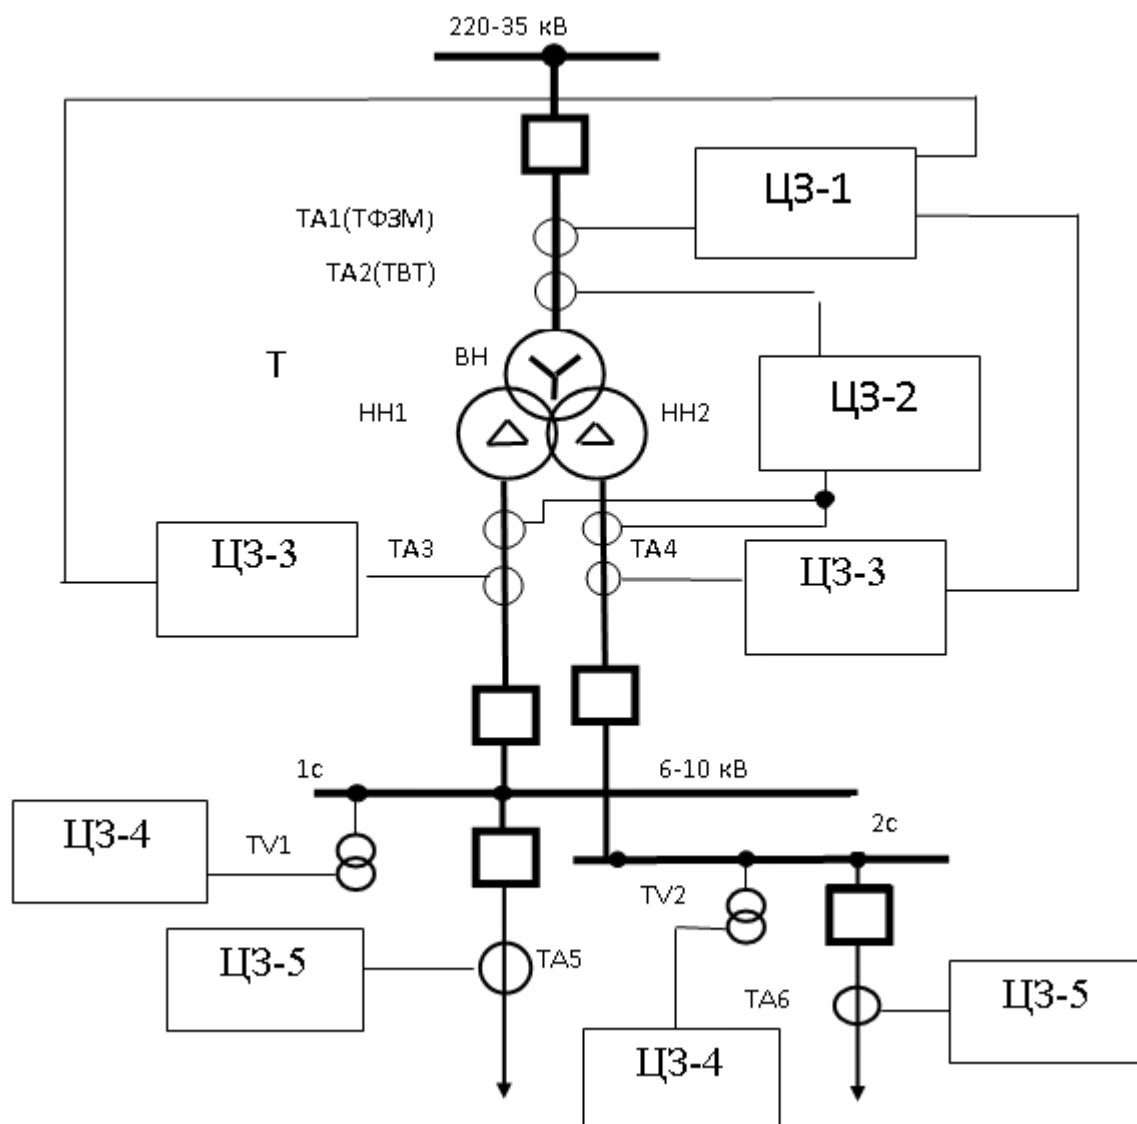 220-35 кВ
ЦЗ-1
ТА1(ТФЗМ)
ТА2(ТВТ)
Т
ВН
ЦЗ-2
НН1
НН2
ЦЗ-3
ТА3
ТА4
ЦЗ-3
1с
6-10 кВ
2с
ЦЗ-4
TV1
TV2
ЦЗ-5
ТА5
ТА6
ЦЗ-5
ЦЗ-4